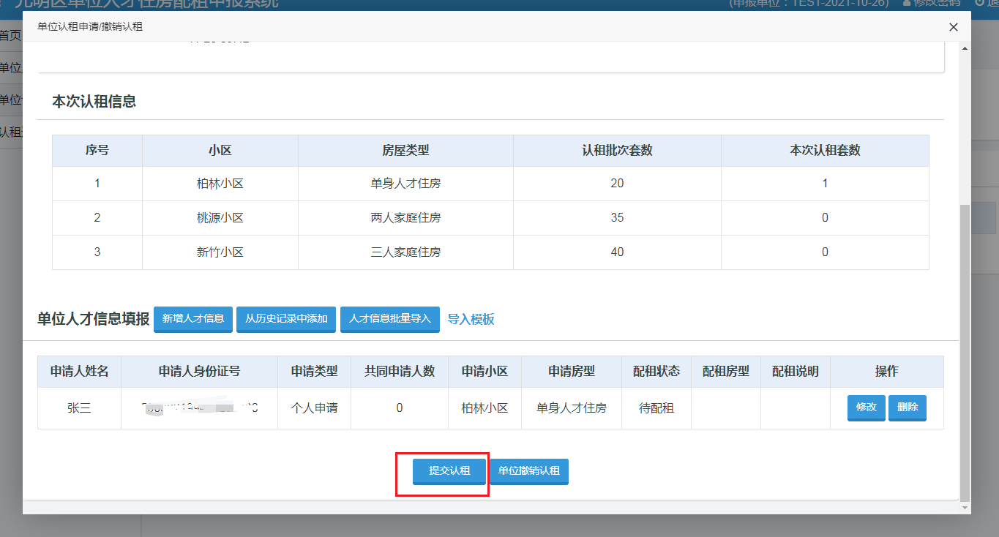 光明区单位人才住房配租申报系统
(申报单位：TEST-2021-10-26) 修改密码
单位认租申请/撤销认租
首页
单位
单位
认租
本次认租信息
序号 小区 房屋类型 认租批次套数 本次认租套数
1 柏林小区 单身人才住房 20 1
2 桃源小区 两人家庭住房 35 0
3 新竹小区 三人家庭住房 40 0
单位人才信息填报 新增人才信息 从历史记录中添加 人才信息批量导入 导入模板
申请人姓名 申请人身份证号 申请类型 共同申请人数 申请小区 申请房型 配租状态 配租房型 配租说明 操作
张三 个人申请 0 柏林小区 单身人才住房 待配租 修改 删除
提交认租 单位撤销认租